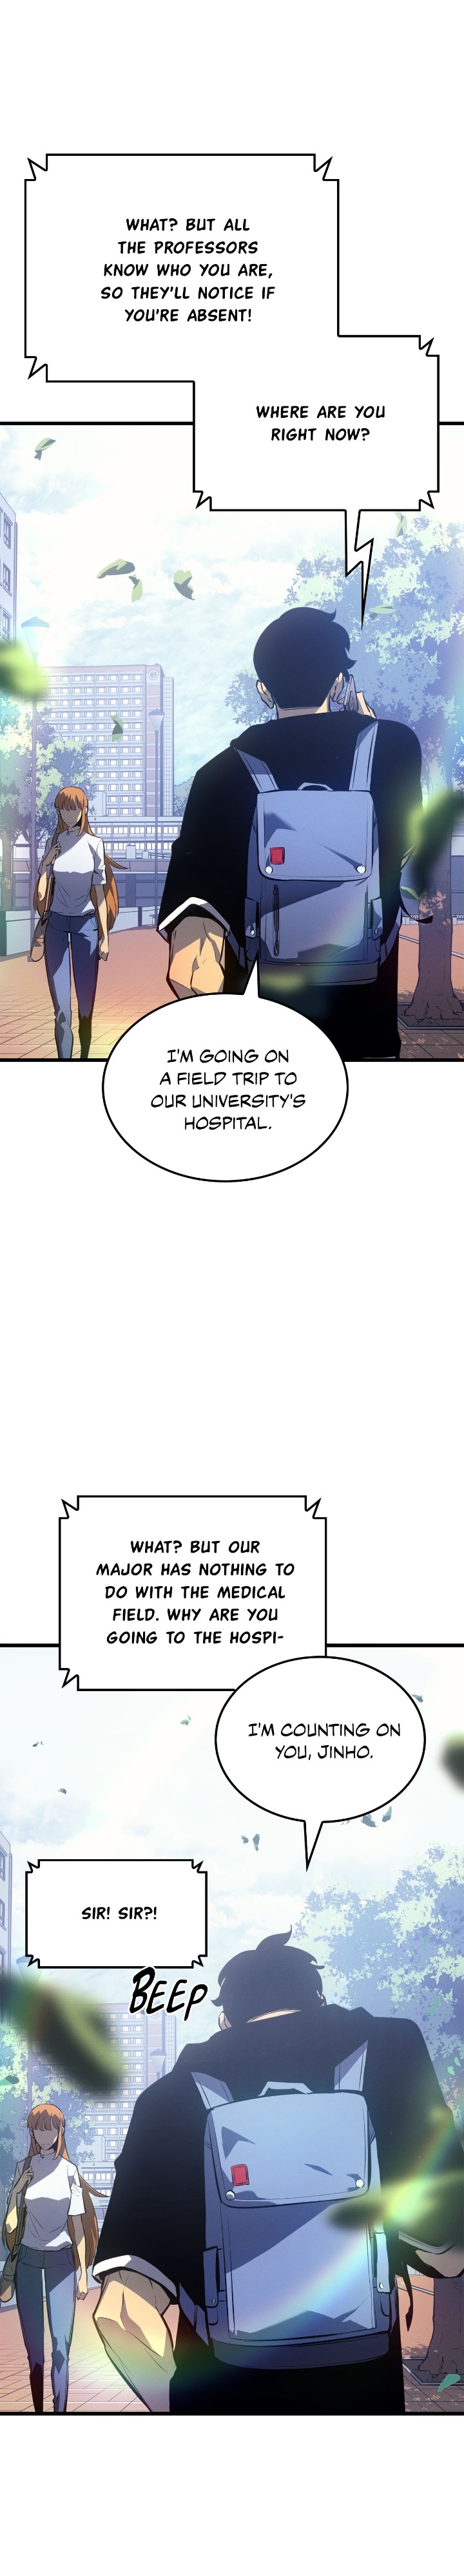 WHAT? BUT ALL
THE PROFESSORS
KNOW WHO YOU ARE,
SO THEY'LL NOTICE IF
YOU'RE ABSENT!
WHERE ARE YOU
RIGHT NOW?
I'M GOING ON
A FIELD TRIP TO
OUR UNIVERSITY'S
HOSPITAL.
WHAT? BUT OUR
MAJOR HAS NOTHING TO
DO WITH THE MEDICAL
FIELD. WHY ARE YOU
GOING TO THE HOSPI-
I'M COUNTING ON
YOU, JINHO.
SIR! SIR?!
BEEP